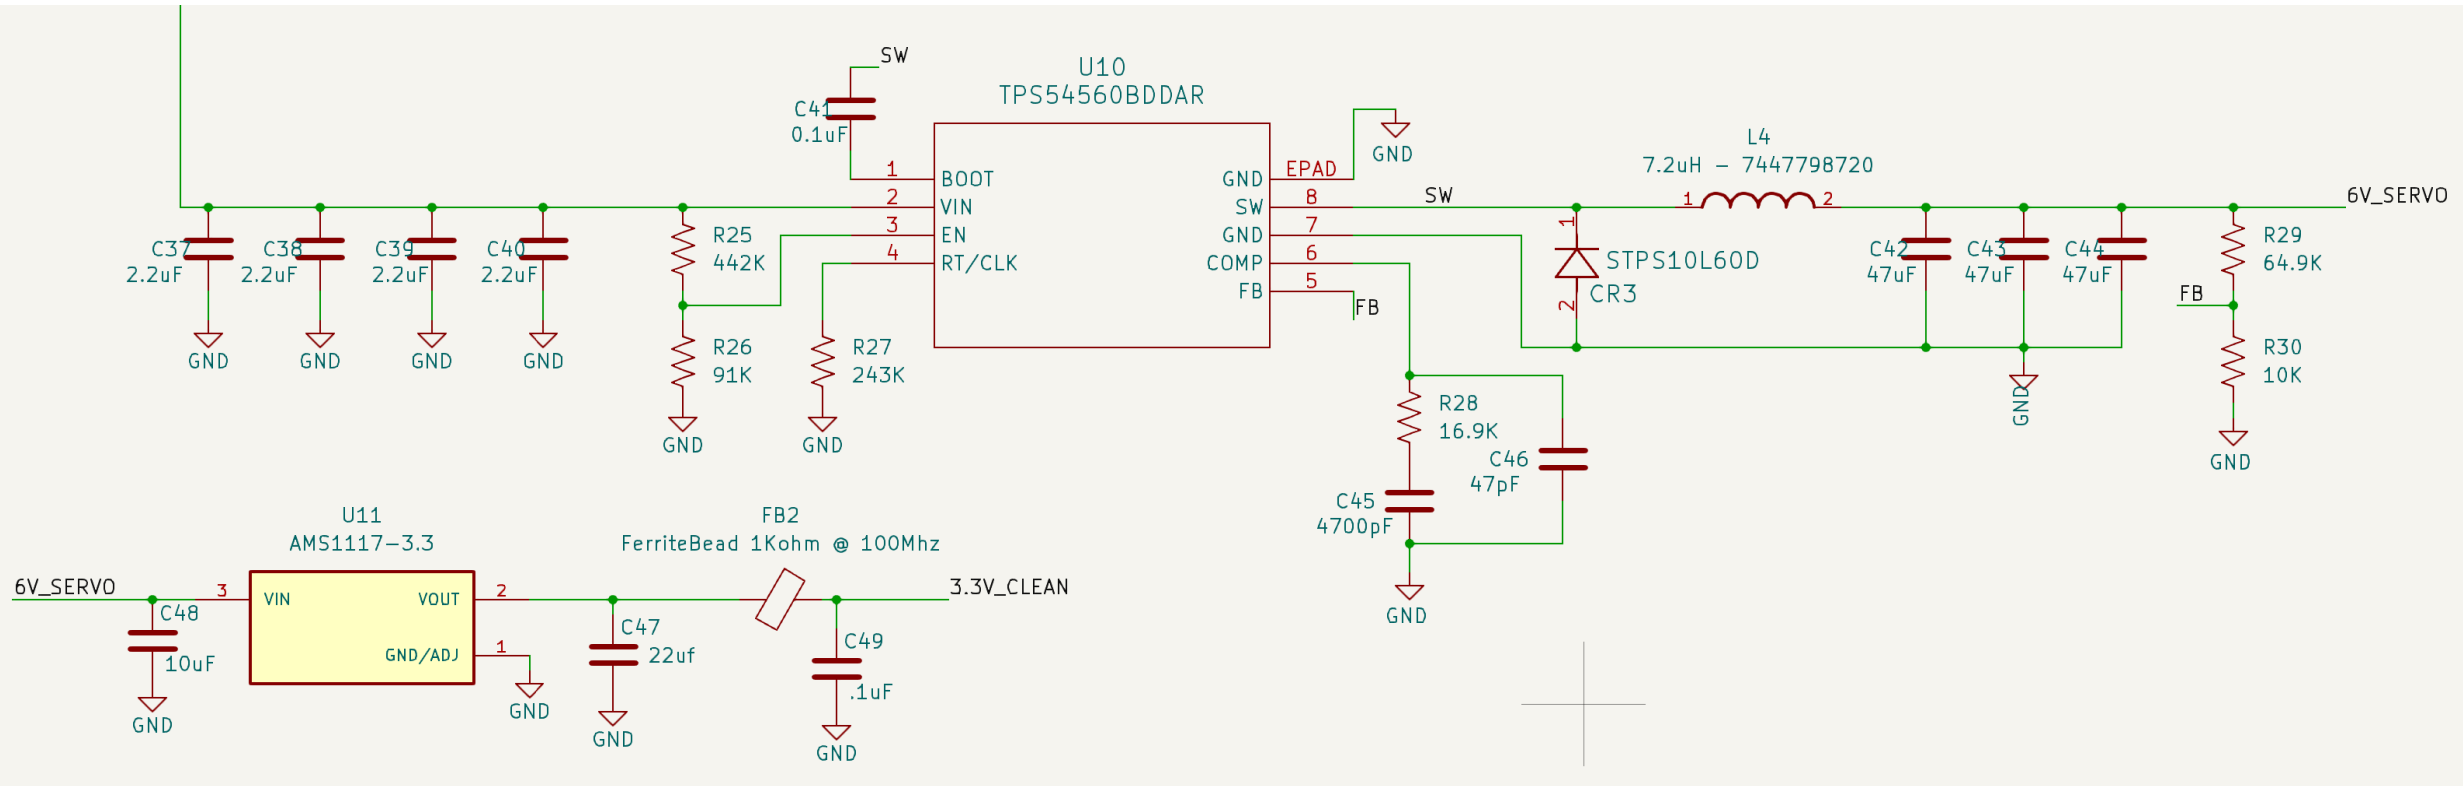 SW
U10
TPS54560BDDAR
C41
0.1uF
GND
L4
7.2uH - 7447798720
1 BOOT
2 VIN
3 EN
4 RT/CLK
GND EPAD
SW 8
GND 7
COMP 6
FB 5
SW
FB
1
2
6V_SERVO
C37
2.2uF
C38
2.2uF
C39
2.2uF
C40
2.2uF
R25
442K
1
STPS10L60D
CR3
2
C42
47uF
C43
47uF
C44
47uF
R29
64.9K
FB
GND
GND
GND
GND
R26
91K
R27
243K
R30
10K
GND
GND
GND
GND
R28
16.9K
C46
47pF
C45
4700pF
GND
U11
AMS1117-3.3
FB2
FerriteBead 1Kohm @ 100Mhz
6V_SERVO
3
VIN
VOUT
2
GND/ADJ
1
3.3V_CLEAN
C48
10uF
C47
22uf
C49
.1uF
GND
GND
GND
GND